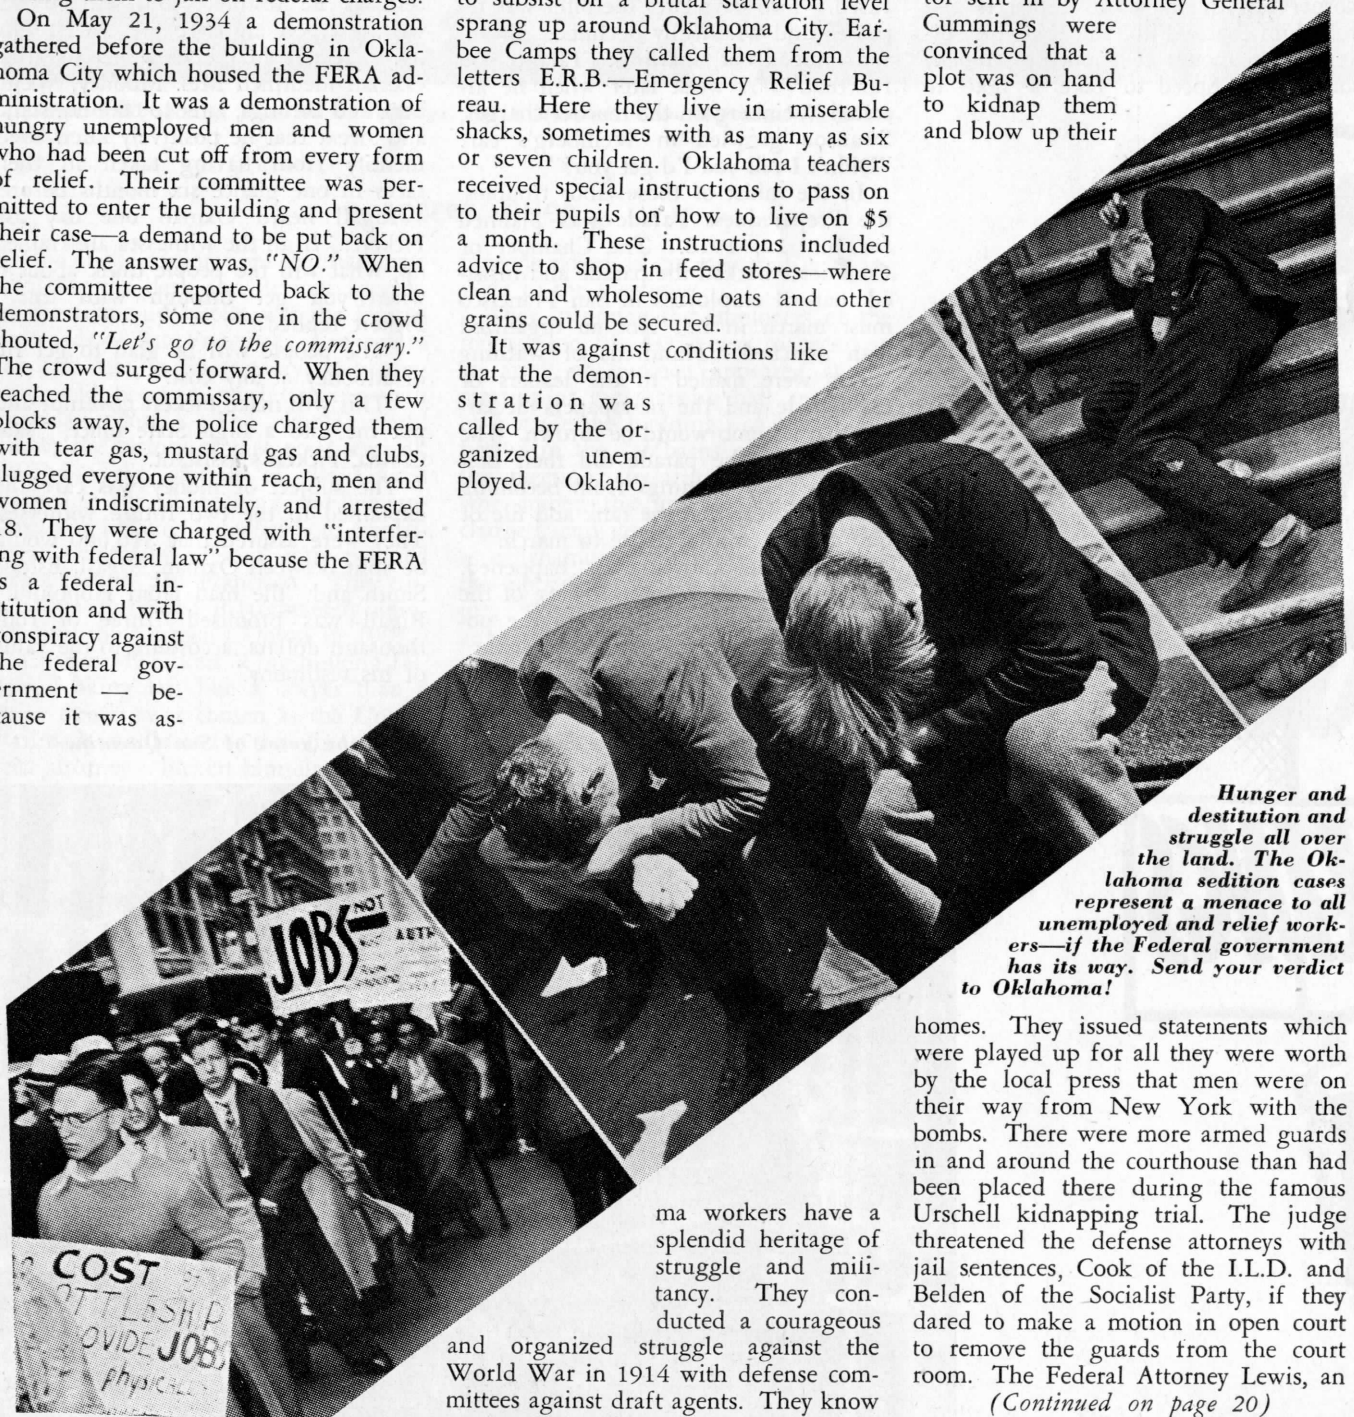 to jail on federal charges.
On May 21, 1934 a demonstration
gathered before the building in Okla-
homa City which housed the FERA ad-
ministration. It was a demonstration of
hungry unemployed men and women
who had been cut off from every form
of relief. Their committee was per-
mitted to enter the building and present
their case—a demand to be put back on
relief. The answer was, "NO." When
the committee reported back to the
demonstrators, some one in the crowd
shouted, "Let's go to the commissary."
The crowd surged forward. When they
reached the commissary, only a few
blocks away, the police charged them
with tear gas, mustard gas and clubs,
slugged everyone within reach, men and
women indiscriminately, and arrested
18. They were charged with "interfer-
ing with federal law" because the FERA
is a federal in-
stitution and with
conspiracy against
the federal gov-
ernment — be-
cause it was as-
to subsist on a brutal starvation level
sprang up around Oklahoma City. Ear-
bee Camps they called them from the
letters E.R.B.—Emergency Relief Bu-
reau. Here they live in miserable
shacks, sometimes with as many as six
or seven children. Oklahoma teachers
received special instructions to pass on
to their pupils on how to live on $5
a month. These instructions included
advice to shop in feed stores—where
clean and wholesome oats and other
grains could be secured.
It was against conditions like
that the demon-
stration was
called by the or-
ganized unem-
ployed. Oklaho-
ma workers have a
splendid heritage of
struggle and mili-
tancy. They con-
ducted a courageous
and organized struggle against the
World War in 1914 with defense com-
mittees against draft agents. They know
tor sent in by Attorney General
Cummings were
convinced that a
plot was on hand
to kidnap them
and blow up their
Hunger and
destitution and
struggle all over
the land. The Ok-
lahoma sedition cases
represent a menace to all
unemployed and relief work-
ers—if the Federal government
has its way. Send your verdict
to Oklahoma!
homes. They issued statements which
were played up for all they were worth
by the local press that men were on
their way from New York with the
bombs. There were more armed guards
in and around the courthouse than had
been placed there during the famous
Urschell kidnapping trial. The judge
threatened the defense attorneys with
jail sentences, Cook of the I.L.D. and
Belden of the Socialist Party, if they
dared to make a motion in open court
to remove the guards from the court
room. The Federal Attorney Lewis, an
(Continued on page 20)
JOBS NOT
COST
JOBS